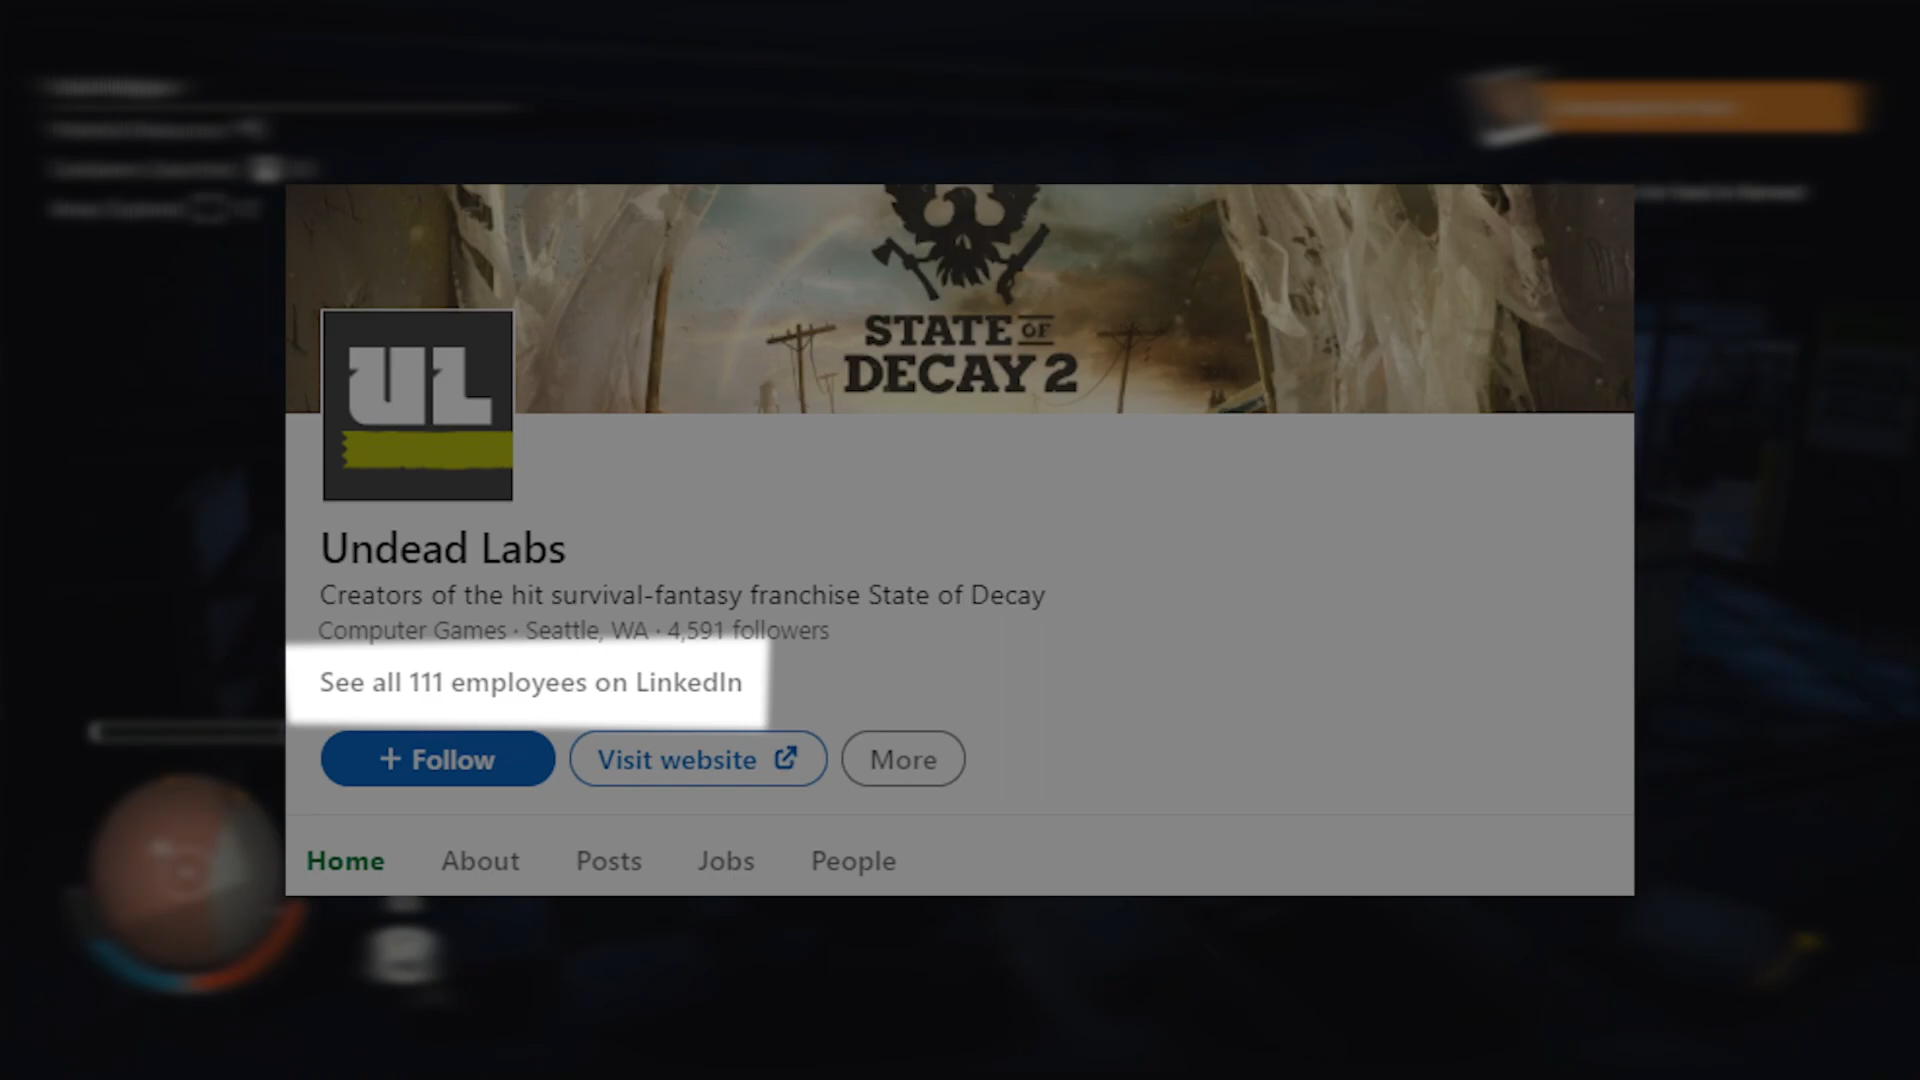 STATE OF
DECAY 2
UL
Undead Labs
Creators of the hit survival-fantasy franchise State of Decay
Computer Games · Seattle, WA · 4,591 followers
See all 111 employees on LinkedIn
+ Follow
Visit website
More
Home
About
Posts
Jobs
People